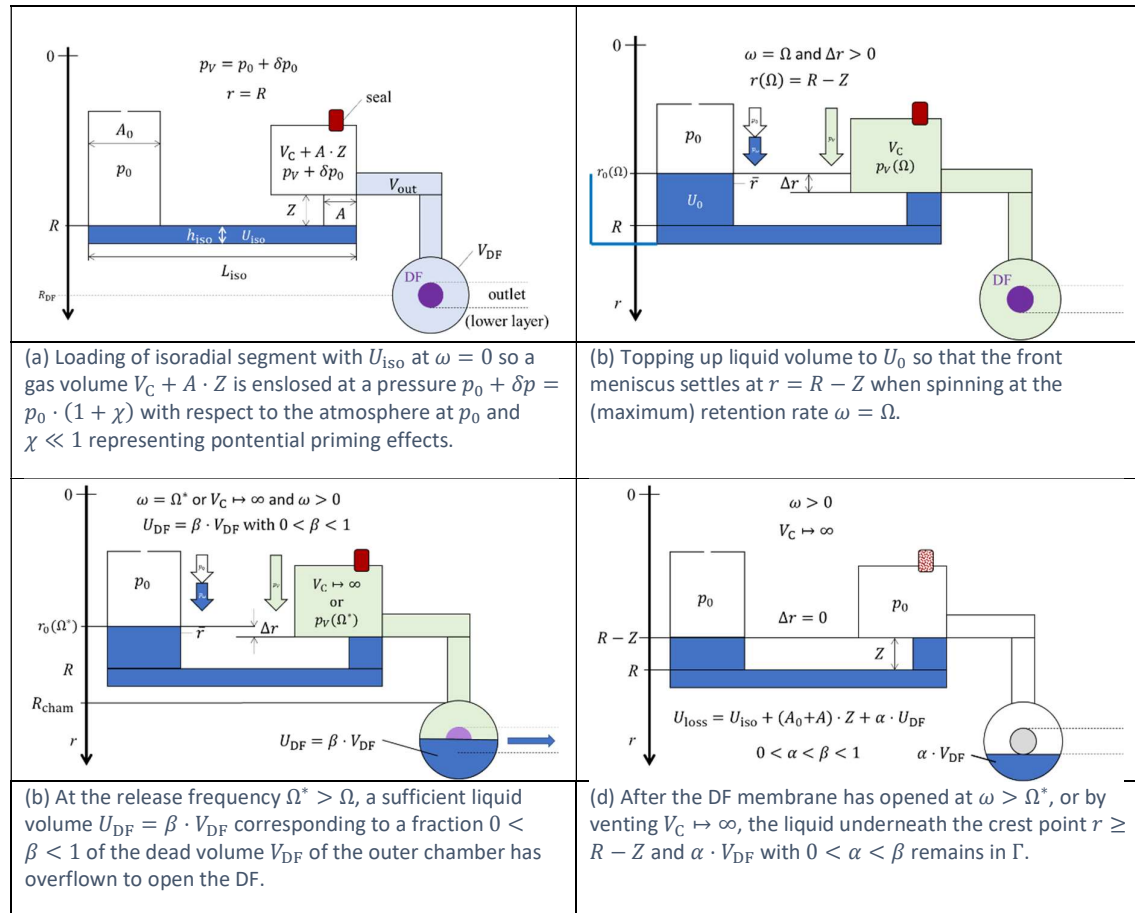 0
p_V = p_0 + δp_0
r = R
seal
A_0
p_0
V_C + A · Z
p_V + δp_0
V_out
Z
A
R
h_iso
U_iso
L_iso
V_DF
DF
R_DF
outlet
(lower layer)
r
(a) Loading of isoradial segment with U_iso at ω = 0 so a
gas volume V_C + A · Z is enslosed at a pressure p_0 + δp =
p_0 · (1 + χ) with respect to the atmosphere at p_0 and
χ ≪ 1 representing pontential priming effects.
0
ω = Ω and Δr > 0
r(Ω) = R − Z
p_0
p_0
p_V
V_C
p_V(Ω)
r_0(Ω)
r̄
Δr
U_0
R
DF
r
(b) Topping up liquid volume to U_0 so that the front
meniscus settles at r = R − Z when spinning at the
(maximum) retention rate ω = Ω.
0
ω = Ω* or V_C ↦ ∞ and ω > 0
U_DF = β · V_DF with 0 < β < 1
p_0
p_0
p_V
V_C ↦ ∞
or
p_V(Ω*)
r_0(Ω*)
r̄
Δr
R
R_cham
r
U_DF = β · V_DF
(b) At the release frequency Ω* > Ω, a sufficient liquid
volume U_DF = β · V_DF corresponding to a fraction 0 <
β < 1 of the dead volume V_DF of the outer chamber has
overflown to open the DF.
0
ω > 0
V_C ↦ ∞
p_0
p_0
R − Z
Δr = 0
Z
R
U_loss = U_iso + (A_0+A) · Z + α · U_DF
0 < α < β < 1
α · V_DF
r
(d) After the DF membrane has opened at ω > Ω*, or by
venting V_C ↦ ∞, the liquid underneath the crest point r ≥
R − Z and α · V_DF with 0 < α < β remains in Γ.